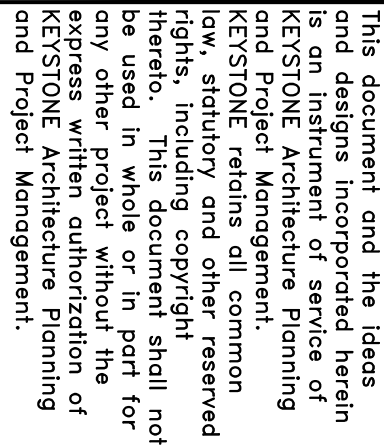 This document and the ideas
and designs incorporated herein
is an instrument of service of
KEYSTONE Architecture Planning
and Project Management.
KEYSTONE retains all common
law, statutory and other reserved
rights, including copyright
thereto. This document shall not
be used in whole or in part for
any other project without the
express written authorization of
KEYSTONE Architecture Planning
and Project Management.